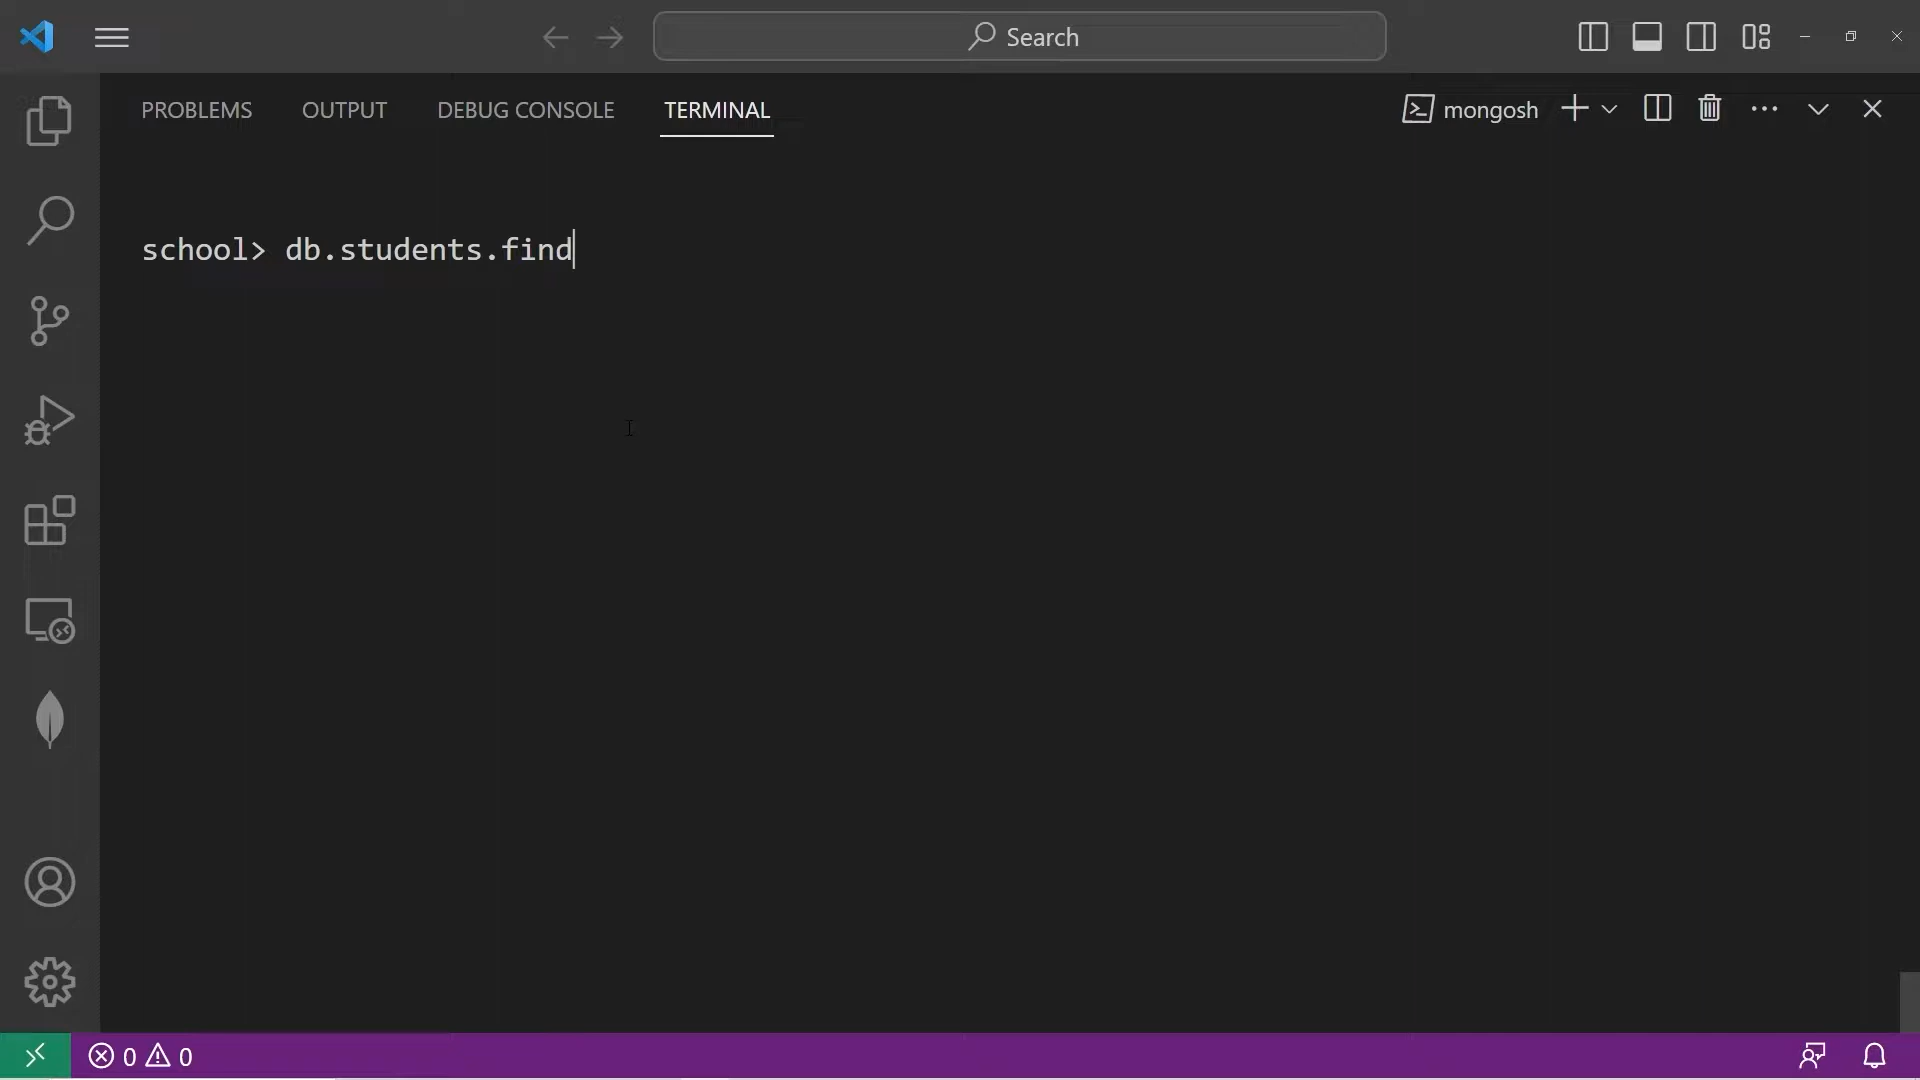 Search
PROBLEMS OUTPUT DEBUG CONSOLE TERMINAL mongosh
school> db.students.find
0 0